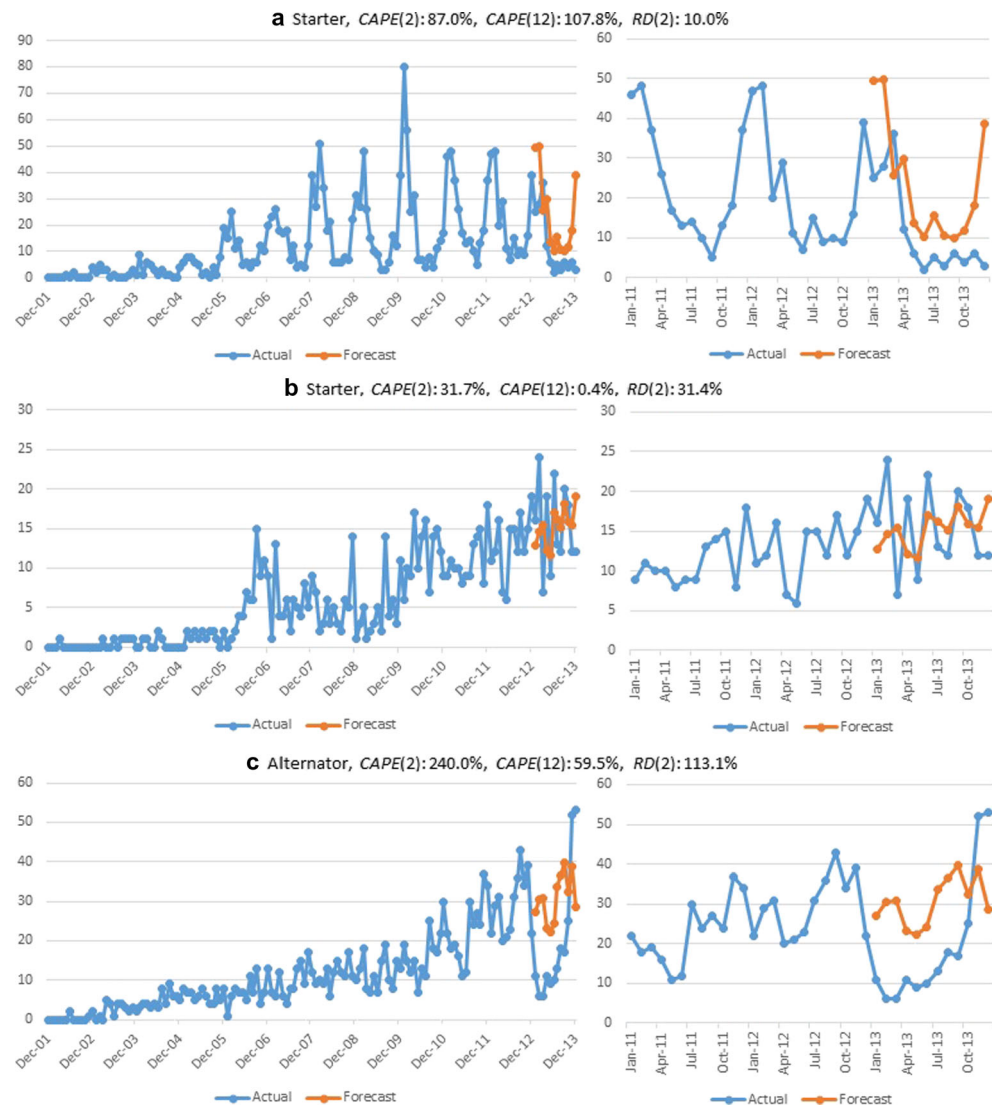 a Starter, CAPE(2): 87.0%, CAPE(12): 107.8%, RD(2): 10.0%
90
80
70
60
50
40
30
20
10
0
Dec-01
Dec-02
Dec-03
Dec-04
Dec-05
Dec-06
Dec-07
Dec-08
Dec-09
Dec-10
Dec-11
Dec-12
Dec-13
Actual Forecast
60
50
40
30
20
10
0
Jan-11
Apr-11
Jul-11
Oct-11
Jan-12
Apr-12
Jul-12
Oct-12
Jan-13
Apr-13
Jul-13
Oct-13
Actual Forecast
b Starter, CAPE(2): 31.7%, CAPE(12): 0.4%, RD(2): 31.4%
30
25
20
15
10
5
0
Dec-01
Dec-02
Dec-03
Dec-04
Dec-05
Dec-06
Dec-07
Dec-08
Dec-09
Dec-10
Dec-11
Dec-12
Dec-13
Actual Forecast
30
25
20
15
10
5
0
Jan-11
Apr-11
Jul-11
Oct-11
Jan-12
Apr-12
Jul-12
Oct-12
Jan-13
Apr-13
Jul-13
Oct-13
Actual Forecast
c Alternator, CAPE(2): 240.0%, CAPE(12): 59.5%, RD(2): 113.1%
60
50
40
30
20
10
0
Dec-01
Dec-02
Dec-03
Dec-04
Dec-05
Dec-06
Dec-07
Dec-08
Dec-09
Dec-10
Dec-11
Dec-12
Dec-13
Actual Forecast
60
50
40
30
20
10
0
Jan-11
Apr-11
Jul-11
Oct-11
Jan-12
Apr-12
Jul-12
Oct-12
Jan-13
Apr-13
Jul-13
Oct-13
Actual Forecast